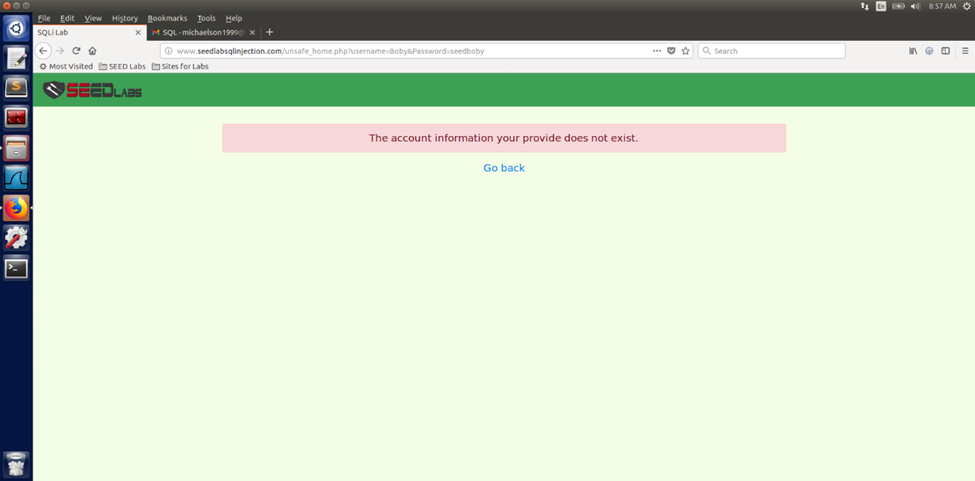 File Edit View History Bookmarks Tools Help
En 8:57 AM
SQLi Lab
SQL - michaelson1999@
www.seedlabsqlinjection.com/unsafe_home.php?username=Boby&Password=seedboby
Search
Most Visited SEED Labs Sites for Labs
SEEDLABS
The account information your provide does not exist.
Go back